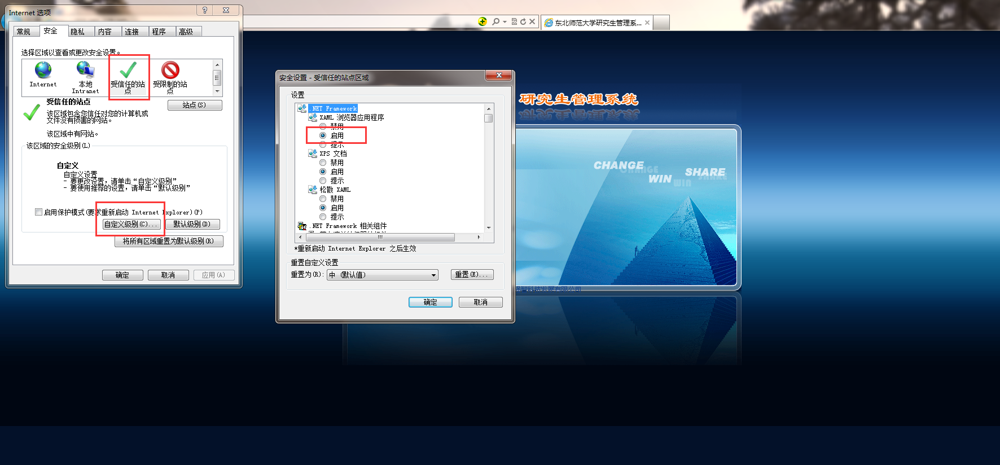 Internet 选项
常规 安全 隐私 内容 连接 程序 高级
选择区域以查看或更改安全设置。
Internet
本地
Intranet
受信任的站
点
受限制的站
点
受信任的站点
站点(S)
该区域包含您信任对您的计算机或
文件没有损害的网站。
该区域中有网站。
该区域的安全级别(L)
自定义
自定义设置
- 要更改设置，请单击“自定义级别”
- 要使用推荐的设置，请单击“默认级别”
启用保护模式(要求重新启动 Internet Explorer)(P)
自定义级别(C)... 默认级别(D)
将所有区域重置为默认级别(R)
确定 取消 应用(A)
东北师范大学研究生管理系...
安全设置 - 受信任的站点区域
设置
.NET Framework
XAML 浏览器应用程序
禁用
启用
提示
XPS 文档
禁用
启用
提示
松散 XAML
禁用
启用
提示
.NET Framework 相关组件
*重新启动 Internet Explorer 之后生效
重置自定义设置
重置为(R):
中 (默认值)
重置(E)...
确定 取消
研究生管理系统
CHANGE
WIN
SHARE
科技发展有限公司